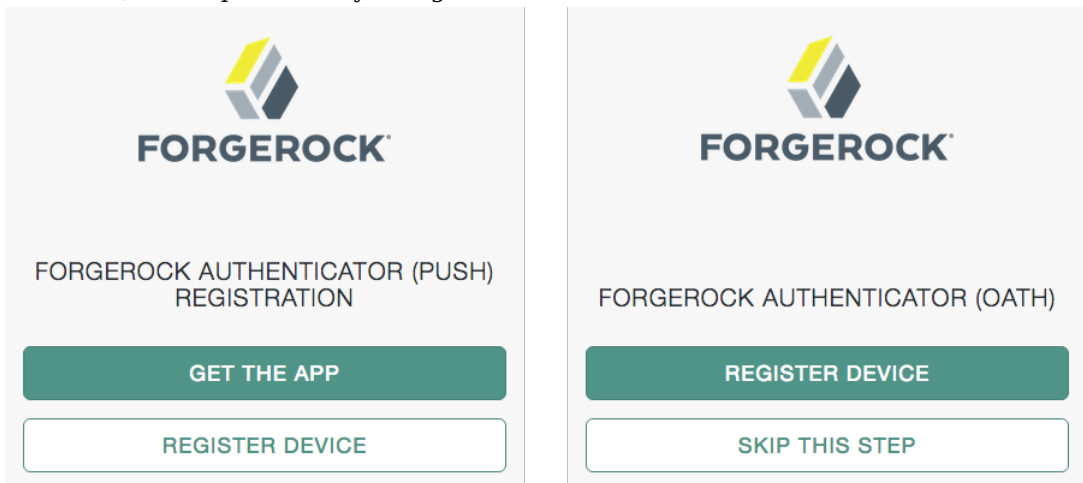 FORGEROCK
FORGEROCK AUTHENTICATOR (PUSH)
REGISTRATION
GET THE APP
REGISTER DEVICE
FORGEROCK
FORGEROCK AUTHENTICATOR (OATH)
REGISTER DEVICE
SKIP THIS STEP